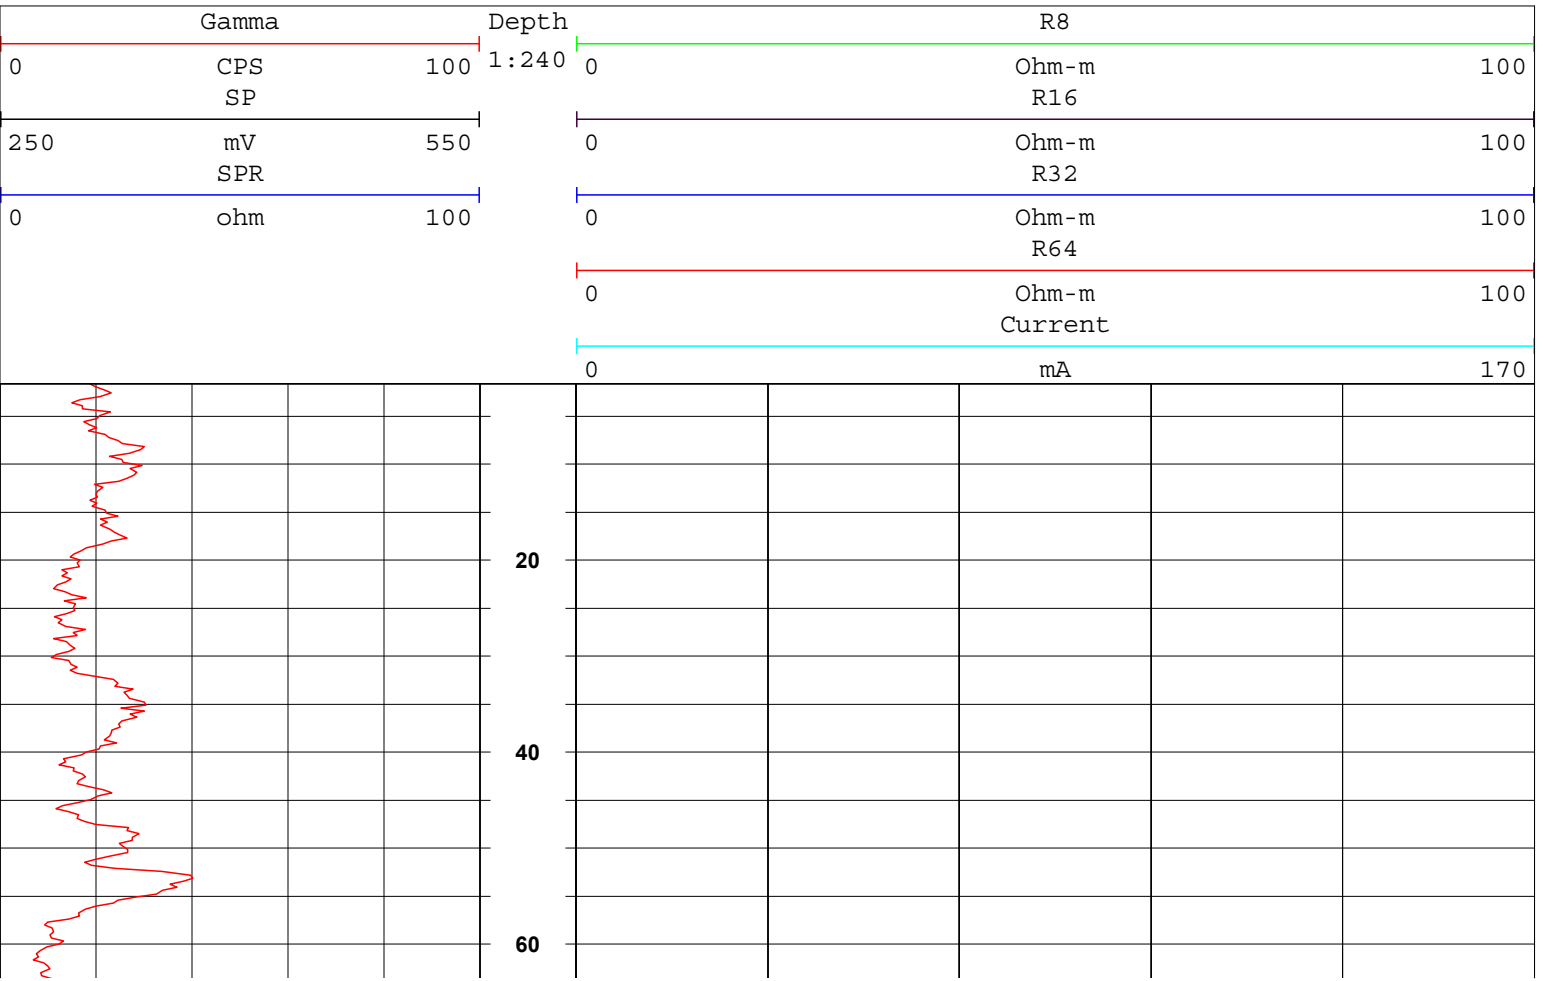 Gamma Depth R8
0 CPS 100 1:240 0 Ohm-m 100
SP R16
250 mV 550 0 Ohm-m 100
SPR R32
0 ohm 100 0 Ohm-m 100
R64
0 Ohm-m 100
Current
0 mA 170
20
40
60